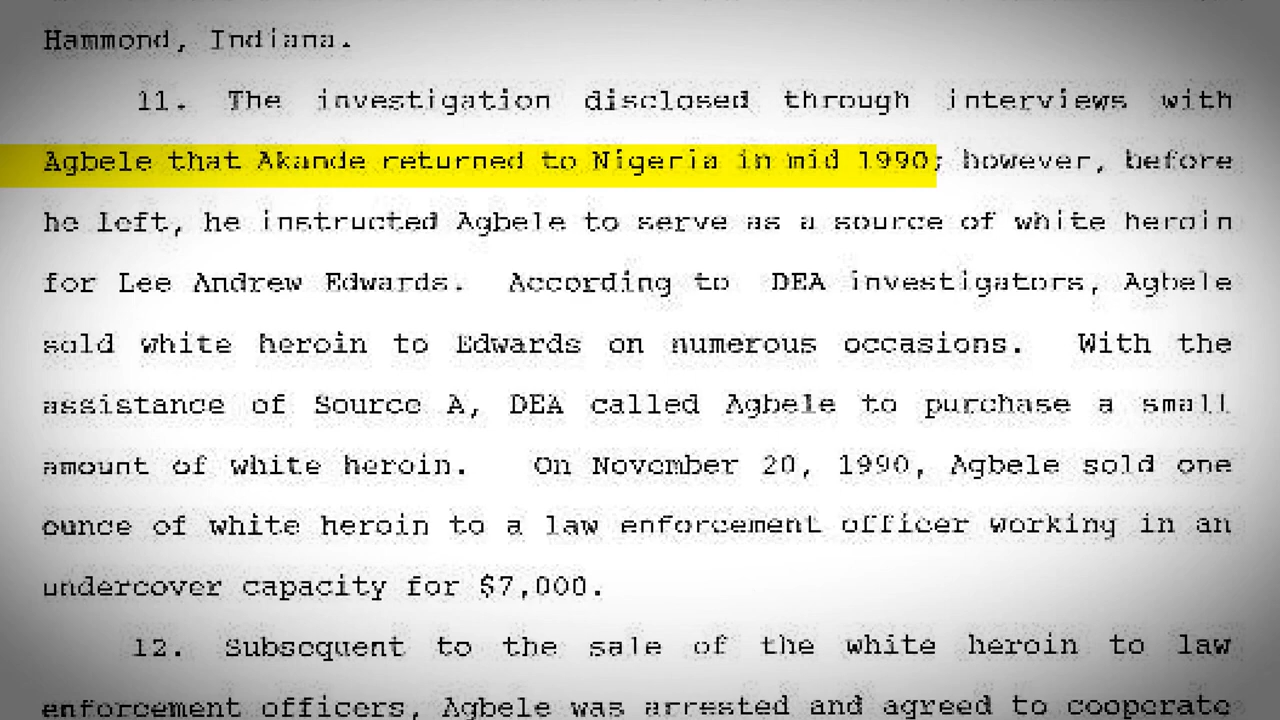 Hammond, Indiana.
11. The investigation disclosed through interviews with
Agbele that Akande returned to Nigeria in mid 1990; however, before
he left, he instructed Agbele to serve as a source of white heroin
for Lee Andrew Edwards. According to DEA investigators, Agbele
sold white heroin to Edwards on numerous occasions. With the
assistance of Source A, DEA called Agbele to purchase a small
amount of white heroin. On November 20, 1990, Agbele sold one
ounce of white heroin to a law enforcement officer working in an
undercover capacity for $7,000.
12. Subsequent to the sale of the white heroin to law
enforcement officers, Agbele was arrested and agreed to cooperate